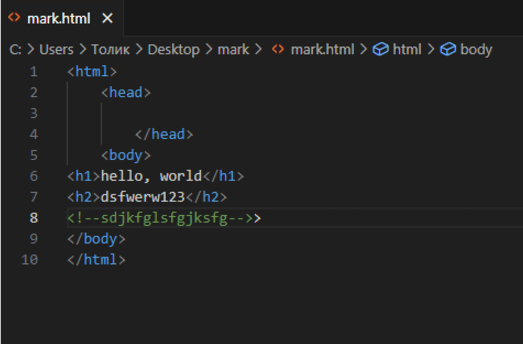 mark.html
C: > Users > Толик > Desktop > mark > mark.html > html > body
1 <html>
2 <head>
3
4 </head>
5 <body>
6 <h1>hello, world</h1>
7 <h2>dsfwerw123</h2>
8 <!--sdjkfglsfgjksfg-->>
9 </body>
10 </html>